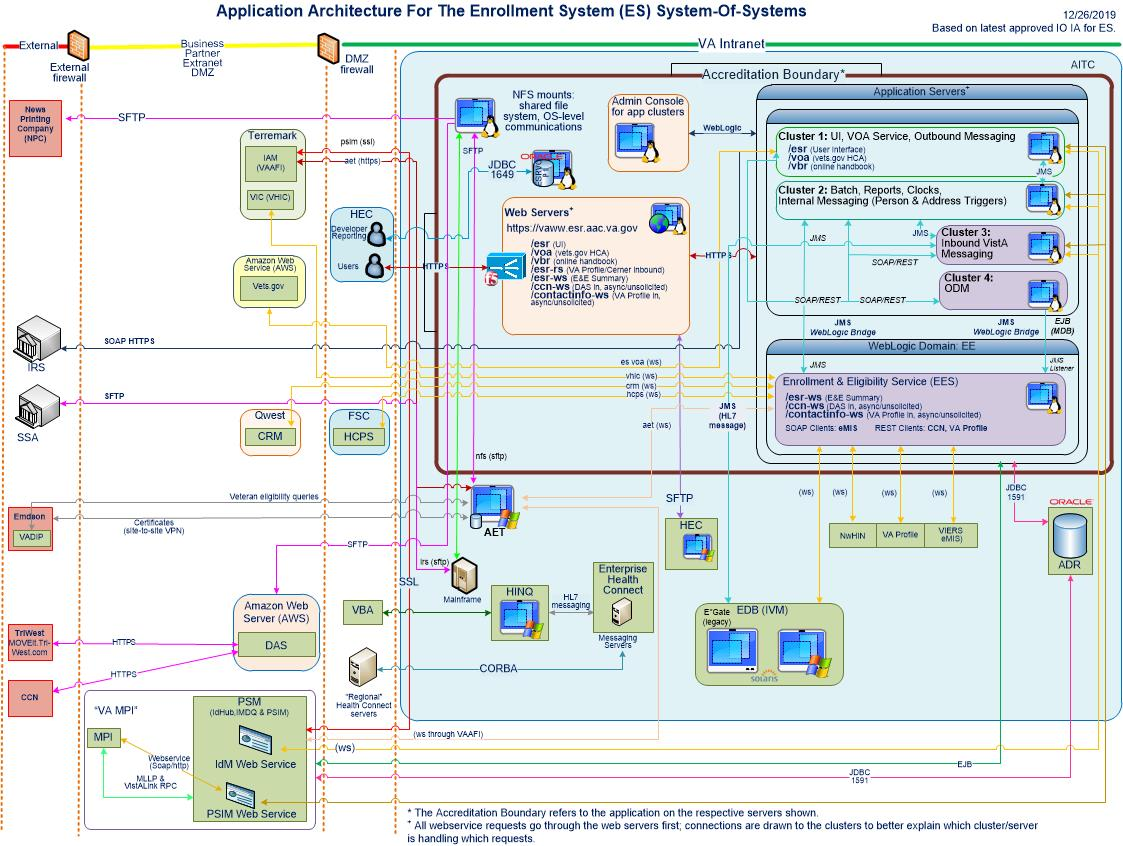 Application Architecture For The Enrollment System (ES) System-Of-Systems
12/26/2019
Based on latest approved IO IA for ES.
External
External
firewall
Business
Partner
Extranet
DMZ
DMZ
firewall
VA Intranet
AITC
Accreditation Boundary*
News
Printing
Company
(NPC)
SFTP
Terremark
IAM
(VAAFI)
VIC (VHIC)
psim (ssl)
aet (https)
NFS mounts:
shared file
system, OS-level
communications
SFTP
JDBC
1649
ORACLE
Admin Console
for app clusters
WebLogic
Application Servers+
Cluster 1: UI, VOA Service, Outbound Messaging
/esr (User Interface)
/voa (vets.gov HCA)
/vbr (online handbook)
JMS
Cluster 2: Batch, Reports, Clocks,
Internal Messaging (Person & Address Triggers)
JMS
JMS
Cluster 3:
Inbound VistA
Messaging
SOAP/REST
Cluster 4:
ODM
SOAP/REST
SOAP/REST
HEC
Developer
Reporting
Users
HTTPS
Web Servers+
https://vaww.esr.aac.va.gov
/esr (UI)
/voa (vets.gov HCA)
/vbr (online handbook)
/esr-rs (VA Profile/Cerner Inbound)
/esr-ws (E&E Summary)
/ccn-ws (DAS In, async/unsolicited)
/contactinfo-ws (VA Profile In,
async/unsolicited)
HTTPS
Amazon Web
Service (AWS)
Vets.gov
JMS
WebLogic Bridge
JMS
WebLogic Bridge
EJB
(MDB)
IRS
SOAP HTTPS
WebLogic Domain: EE
JMS
JMS
Listener
Enrollment & Eligibility Service (EES)
/esr-ws (E&E Summary)
/ccn-ws (DAS In, async/unsolicited)
/contactinfo-ws (VA Profile In, async/unsolicited)
SOAP Clients: eMIS REST Clients: CCN, VA Profile
es voa (ws)
vhic (ws)
crm (ws)
hcps (ws)
SSA
SFTP
Qwest
CRM
FSC
HCPS
JMS
(HL7
message)
aet (ws)
nfs (sftp)
Veteran eligibility queries
Certificates
(site-to-site VPN)
Emdeon
VADIP
AET
SFTP
HEC
(ws)
(ws)
(ws)
(ws)
JDBC
1591
ORACLE
ADR
NwHIN
VA Profile
VIERS
eMIS)
SFTP
irs (sftp)
SSL
Mainframe
Amazon Web
Server (AWS)
DAS
VBA
HINQ
HL7
messaging
Enterprise
Health
Connect
Messaging
Servers
E*Gate
(legacy)
EDB (IVM)
solaris
TriWest
MOVEit.Tri-
West.com
HTTPS
HTTPS
CCN
"Regional"
Health Connect
servers
CORBA
"VA MPI"
MPI
PSM
(IdHub,IMDQ & PSIM)
IdM Web Service
Webservice
(Soap/http)
MLLP &
VistALink RPC
PSIM Web Service
(ws through VAAFI)
(ws)
EJB
JDBC
1591
* The Accreditation Boundary refers to the application on the respective servers shown.
+ All webservice requests go through the web servers first; connections are drawn to the clusters to better explain which cluster/server
is handling which requests.